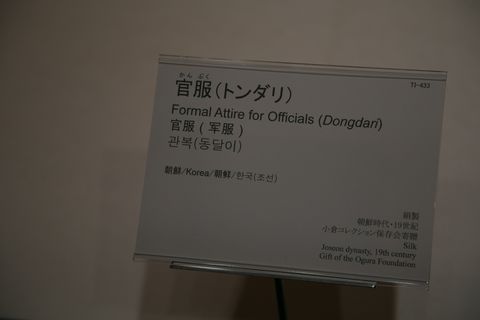 TI-433
かん ぷく
官服(トンダリ)
Formal Attire for Officials (Dongdari)
官服(军服)
관복(동달이)
朝鮮/Korea/朝鲜/한국(조선)
絹製
朝鮮時代・19世紀
小倉コレクション保存会寄贈
Silk
Joseon dynasty, 19th century
Gift of the Ogura Foundation